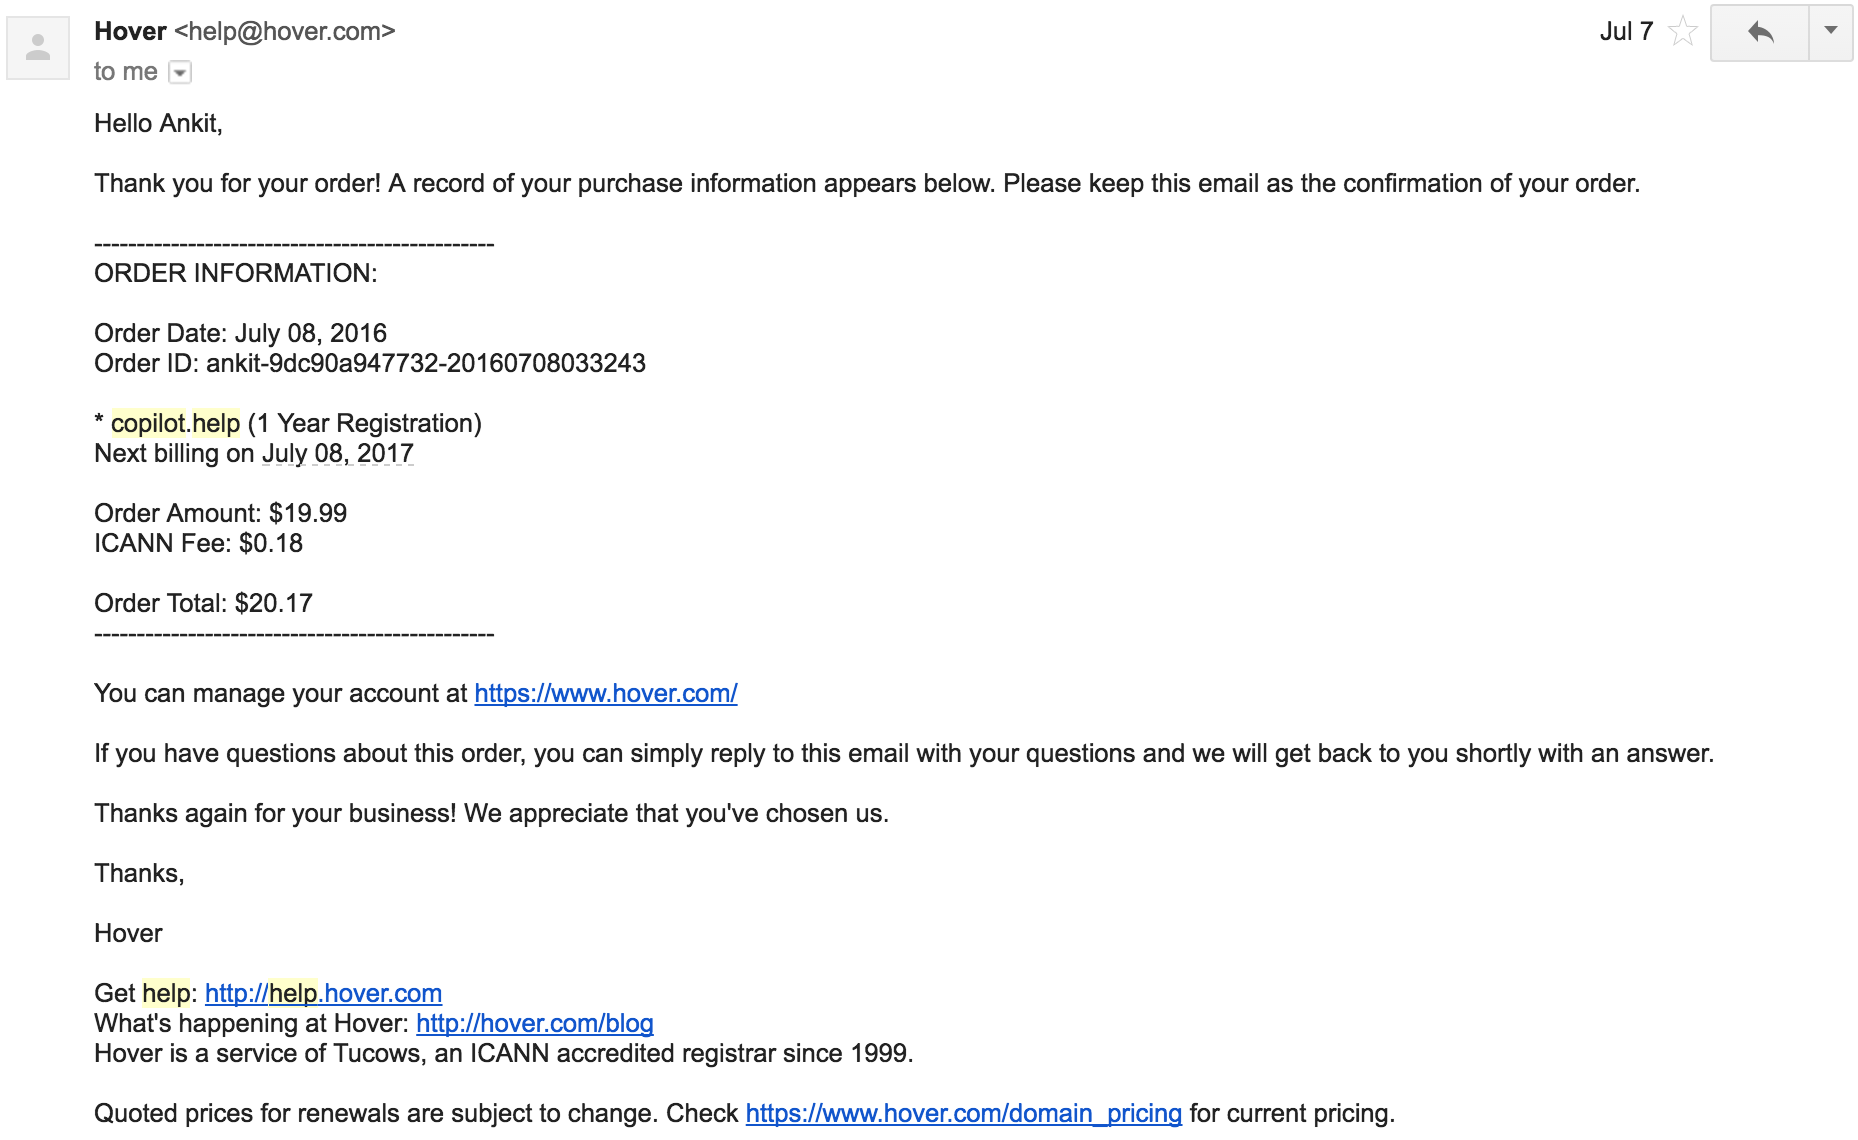 Hover <help@hover.com>
Jul 7
to me
Hello Ankit,
Thank you for your order! A record of your purchase information appears below. Please keep this email as the confirmation of your order.
-----------------------------------------------
ORDER INFORMATION:
Order Date: July 08, 2016
Order ID: ankit-9dc90a947732-20160708033243
* copilot.help (1 Year Registration)
Next billing on July 08, 2017
Order Amount: $19.99
ICANN Fee: $0.18
Order Total: $20.17
-----------------------------------------------
You can manage your account at https://www.hover.com/
If you have questions about this order, you can simply reply to this email with your questions and we will get back to you shortly with an answer.
Thanks again for your business! We appreciate that you've chosen us.
Thanks,
Hover
Get help: http://help.hover.com
What's happening at Hover: http://hover.com/blog
Hover is a service of Tucows, an ICANN accredited registrar since 1999.
Quoted prices for renewals are subject to change. Check https://www.hover.com/domain_pricing for current pricing.